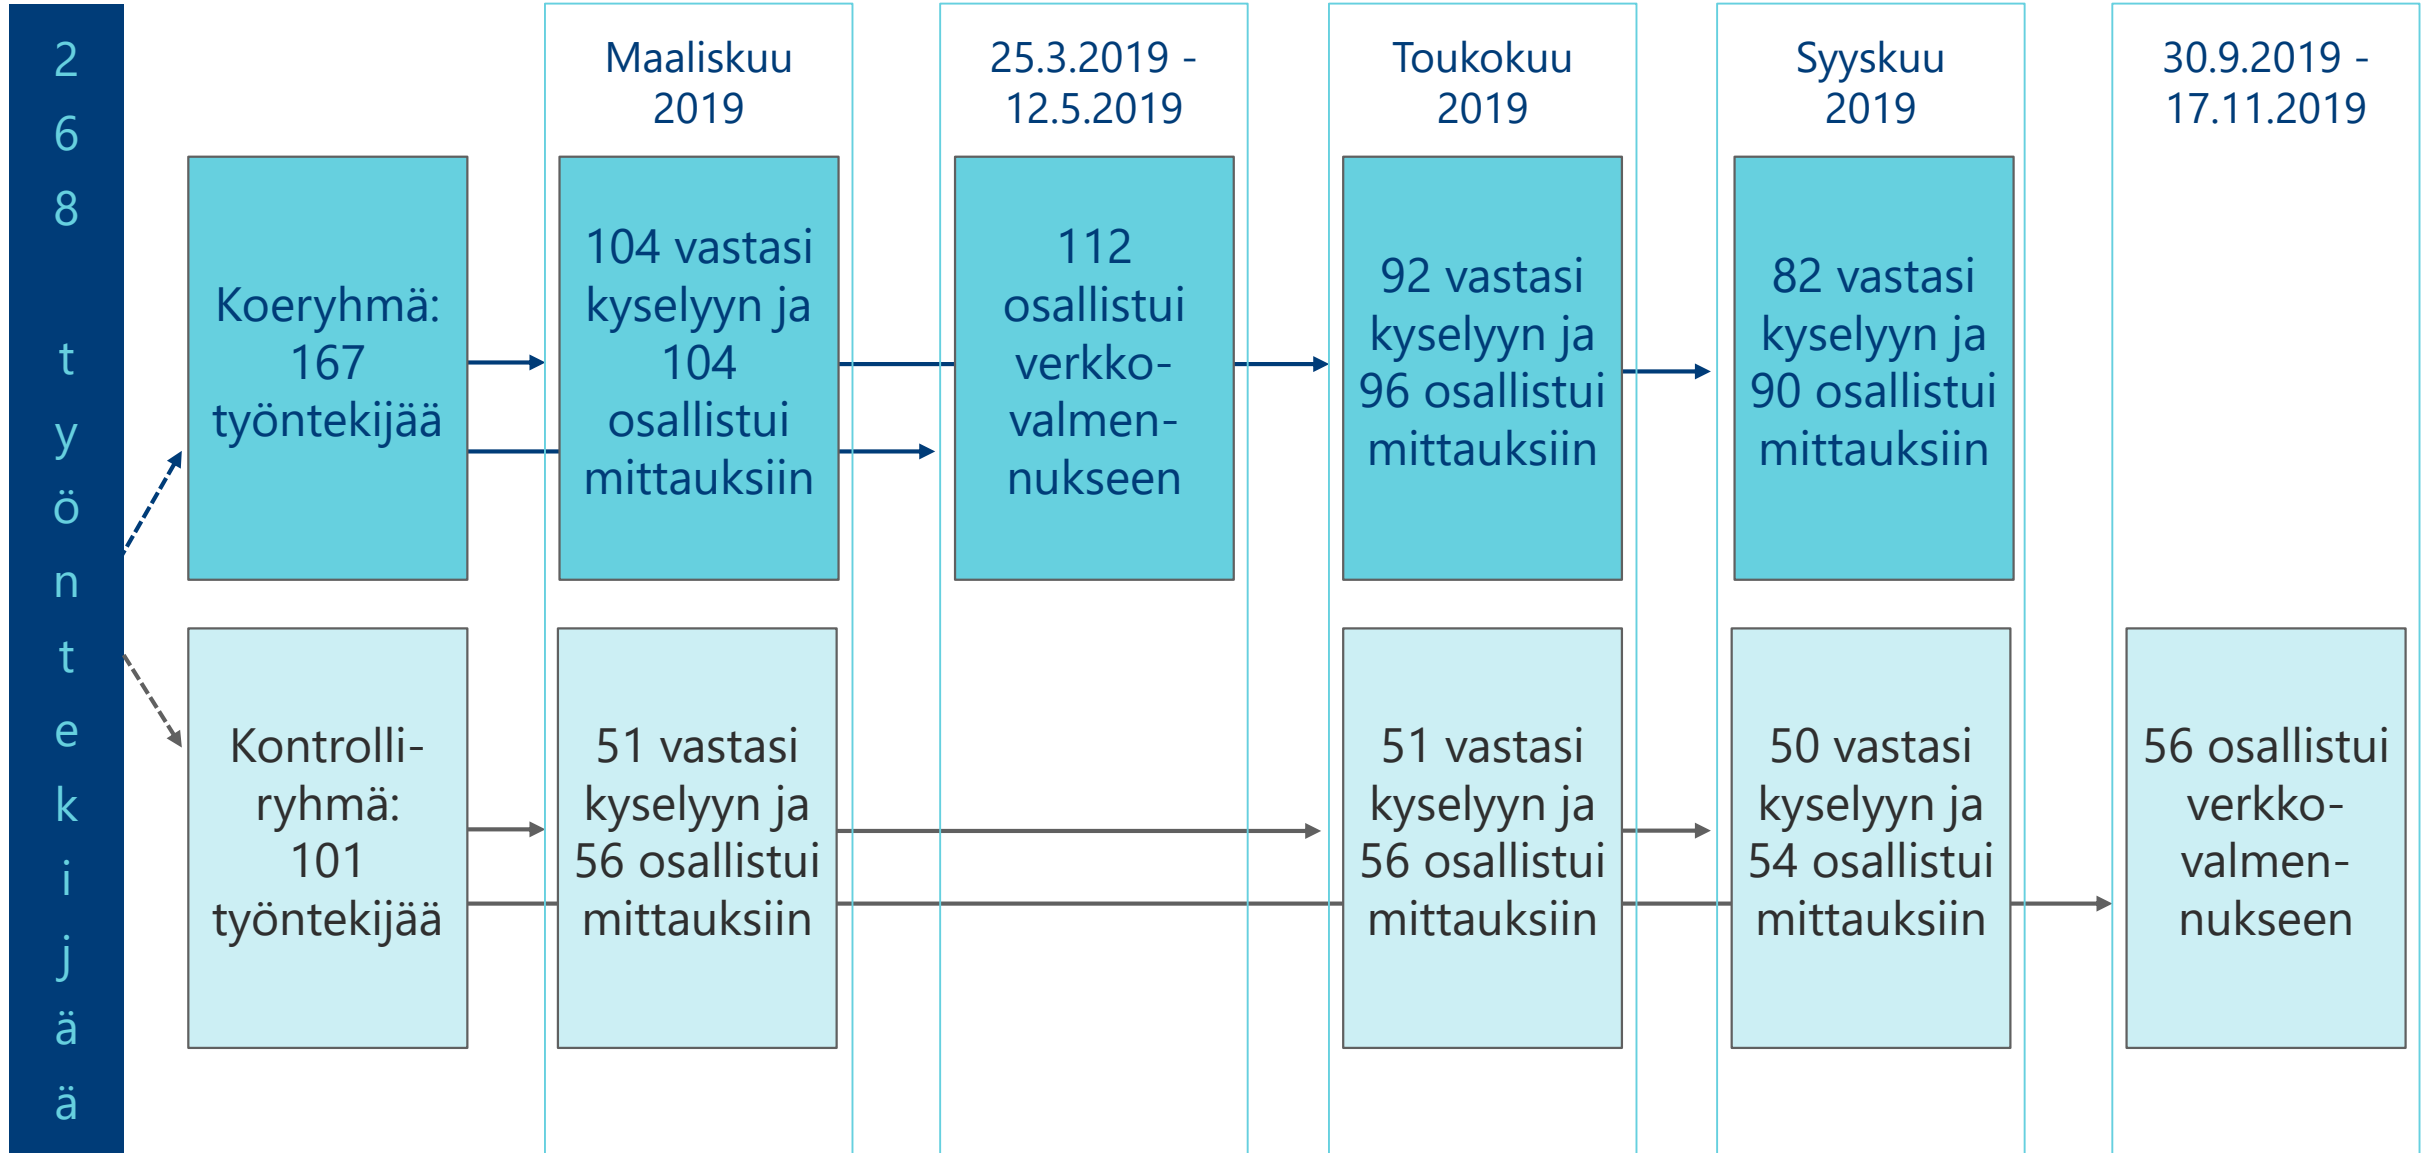 268 työntekijää
Maaliskuu
2019
25.3.2019 -
12.5.2019
Toukokuu
2019
Syyskuu
2019
30.9.2019 -
17.11.2019
Koeryhmä:
167
työntekijää
104 vastasi
kyselyyn ja
104
osallistui
mittauksiin
112
osallistui
verkko-
valmen-
nukseen
92 vastasi
kyselyyn ja
96 osallistui
mittauksiin
82 vastasi
kyselyyn ja
90 osallistui
mittauksiin
Kontrolli-
ryhmä:
101
työntekijää
51 vastasi
kyselyyn ja
56 osallistui
mittauksiin
51 vastasi
kyselyyn ja
56 osallistui
mittauksiin
50 vastasi
kyselyyn ja
54 osallistui
mittauksiin
56 osallistui
verkko-
valmen-
nukseen